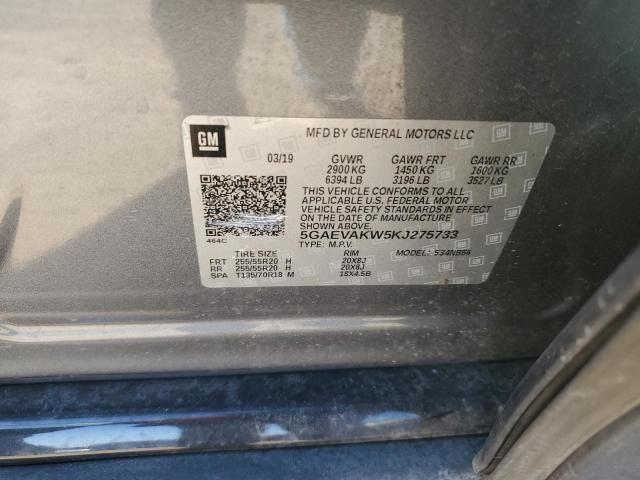 GM
MFD BY GENERAL MOTORS LLC
03/19 GVWR GAWR FRT GAWR RR
2900 KG 1450 KG 1600 KG
6394 LB 3196 LB 3527 LB
THIS VEHICLE CONFORMS TO ALL
APPLICABLE U.S. FEDERAL MOTOR
VEHICLE SAFETY STANDARDS IN EFFECT
ON THE DATE OF MANUFACTURE
SHOWN ABOVE.
464C
5GAEVAKW5KJ275733
TYPE: M.P.V. MODEL: 534NB56
TIRE SIZE RIM
FRT 255/55R20 H 20X8J
RR 255/55R20 H 20X8J
SPA T135/70R18 M 18X4.5B